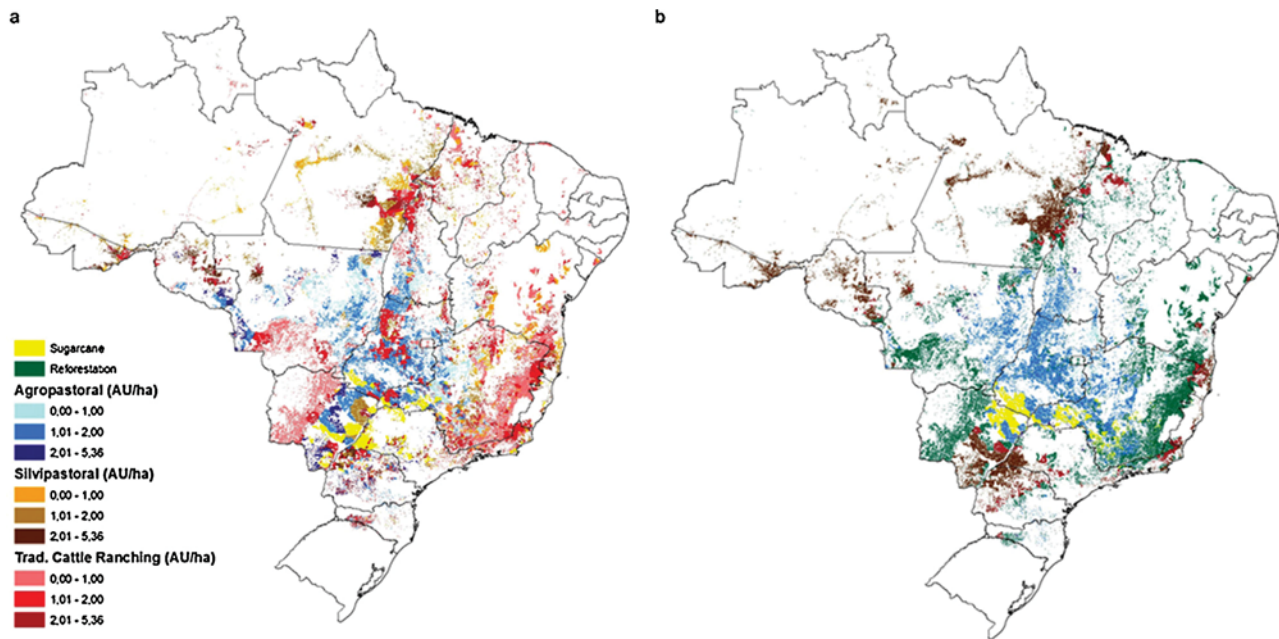 a
b
Sugarcane
Reforestation
Agropastoral (AU/ha)
0,00 - 1,00
1,01 - 2,00
2,01 - 5,36
Silvipastoral (AU/ha)
0,00 - 1,00
1,01 - 2,00
2,01 - 5,36
Trad. Cattle Ranching (AU/ha)
0,00 - 1,00
1,01 - 2,00
2,01 - 5,36